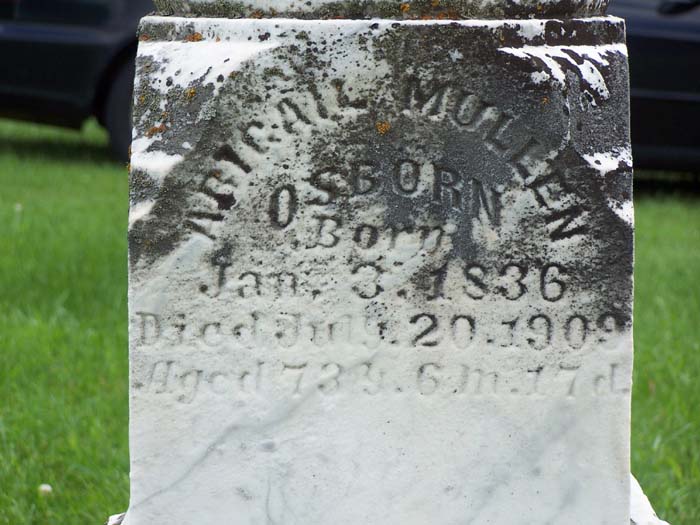 ABIGAIL MULLEN
OSBORN
Born
Jan. 3. 1836
Died July. 20. 1909
Aged 73 y. 6 m. 17 d.